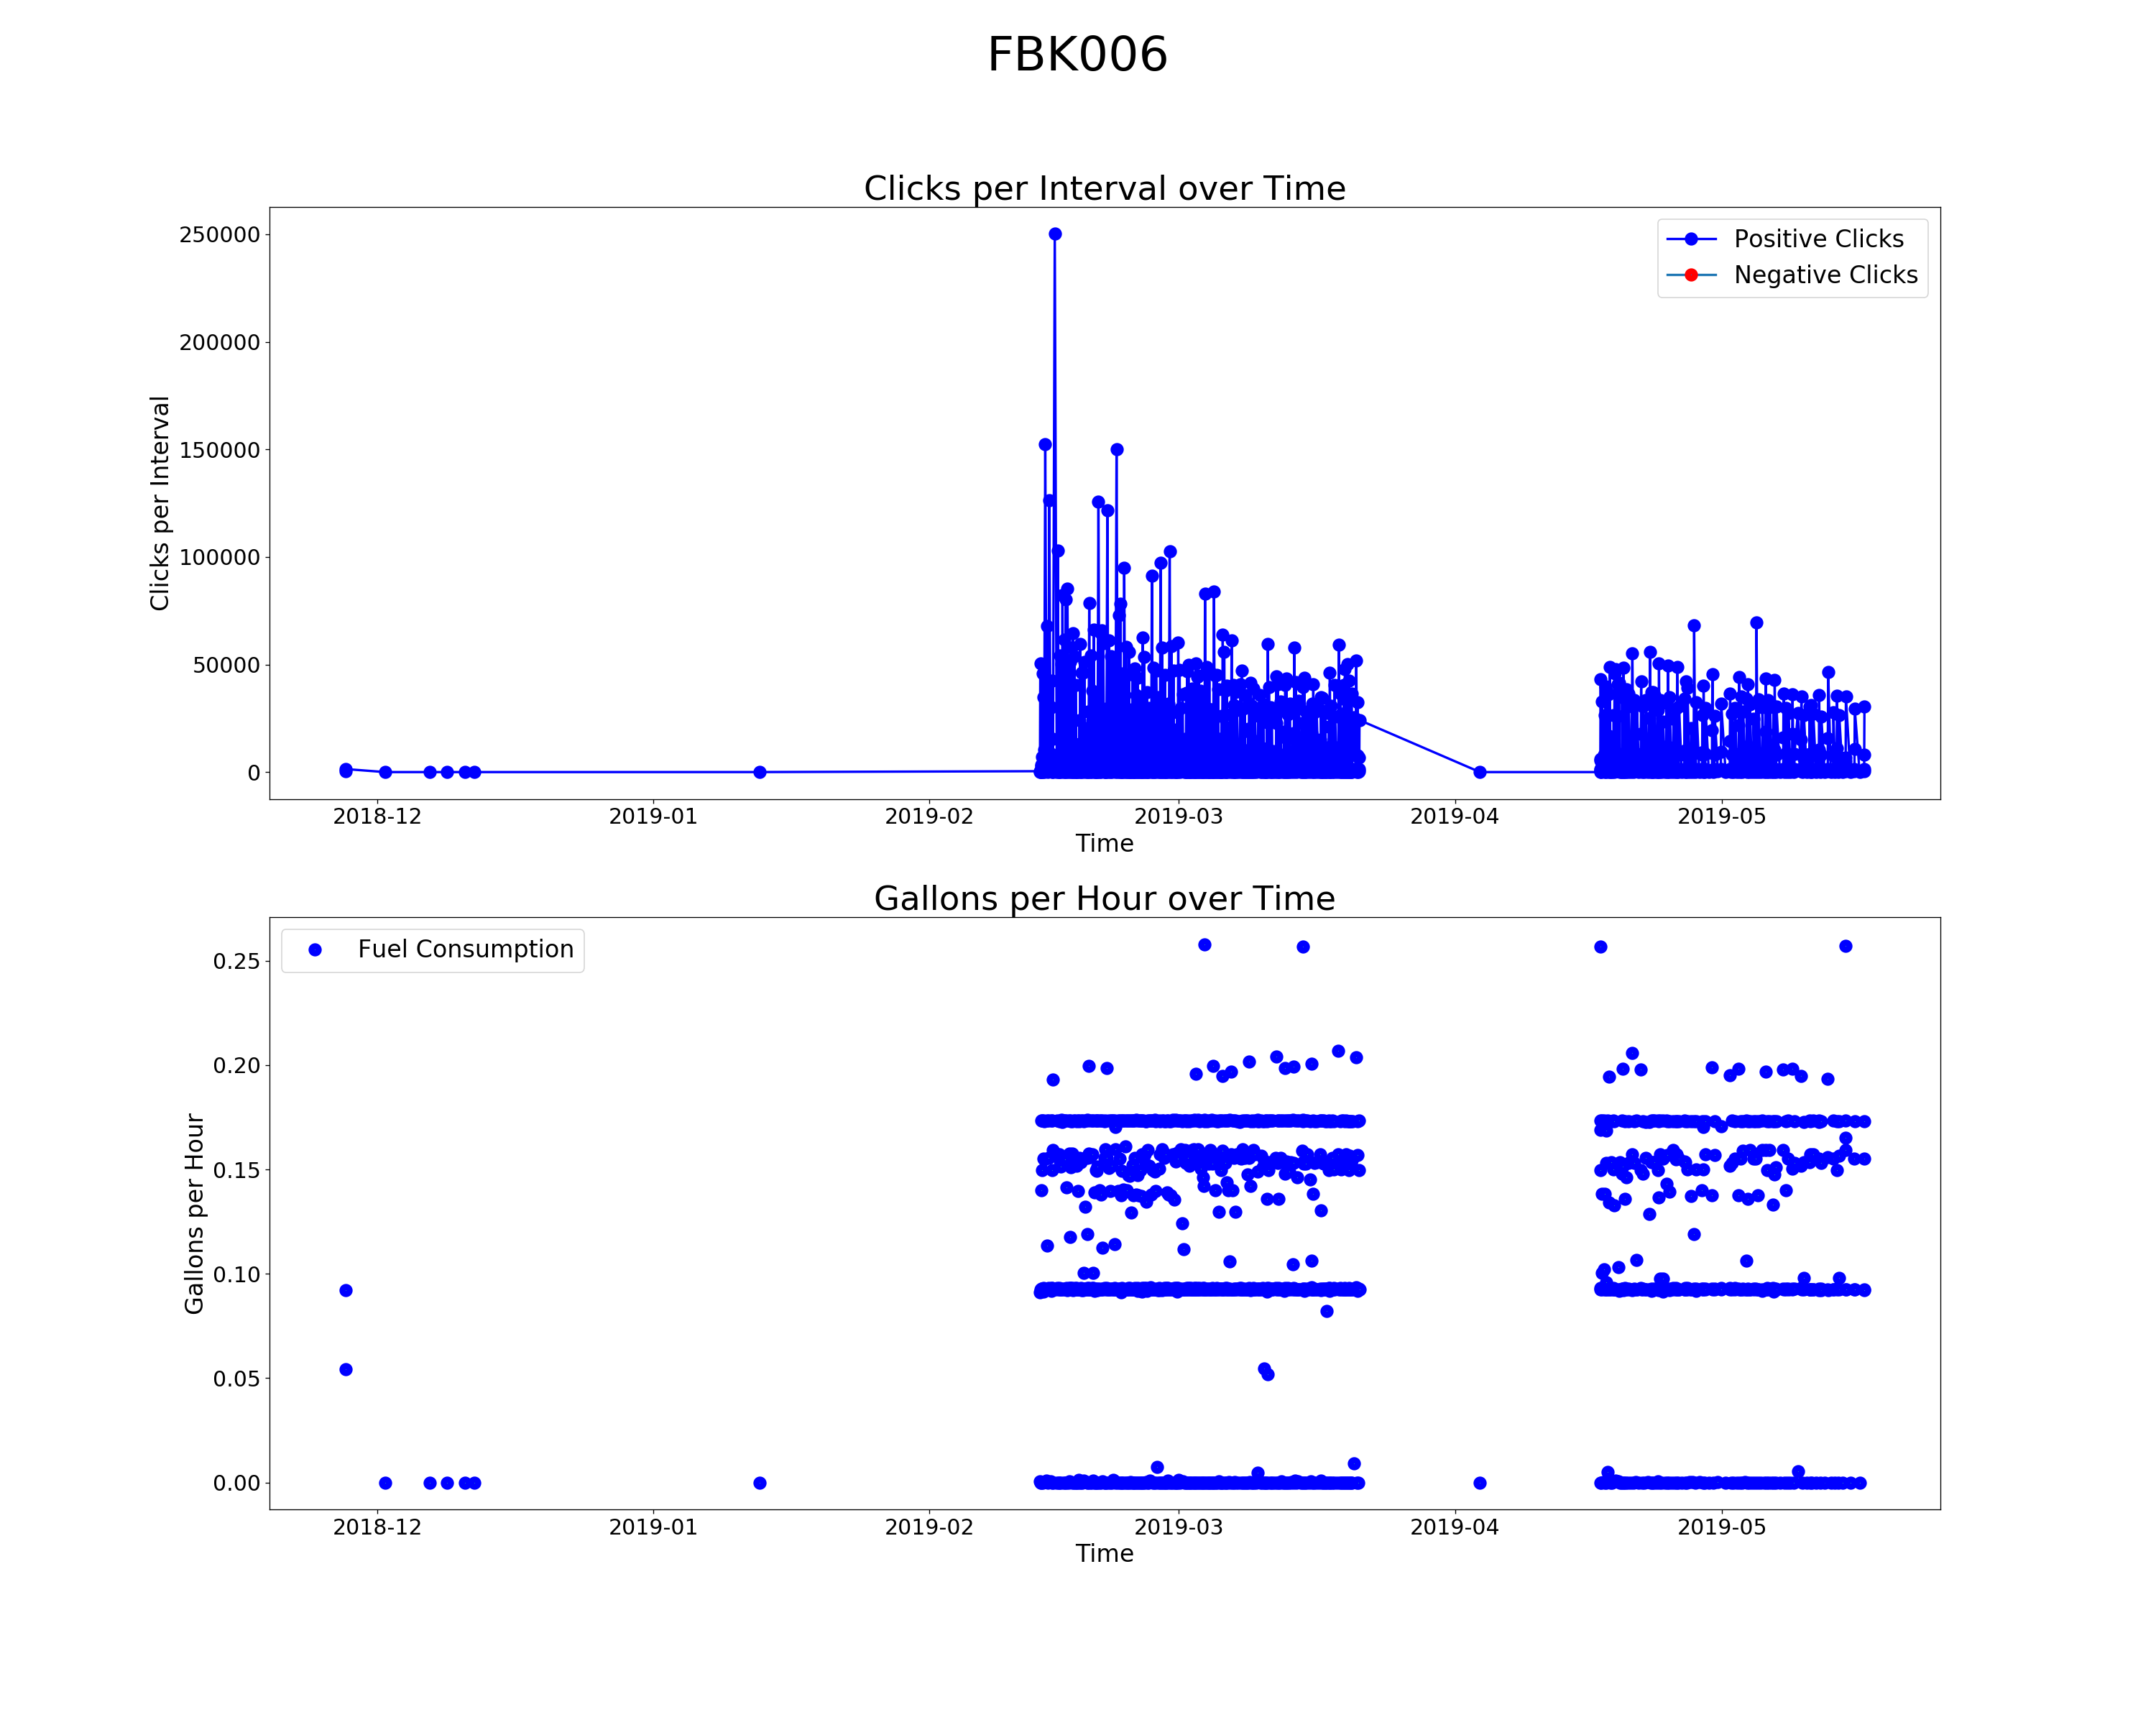 FBK006
Clicks per Interval over Time
Clicks per Interval
250000
200000
150000
100000
50000
0
Positive Clicks
Negative Clicks
2018-12 2019-01 2019-02 2019-03 2019-04 2019-05
Time
Gallons per Hour over Time
Gallons per Hour
0.25
0.20
0.15
0.10
0.05
0.00
Fuel Consumption
2018-12 2019-01 2019-02 2019-03 2019-04 2019-05
Time